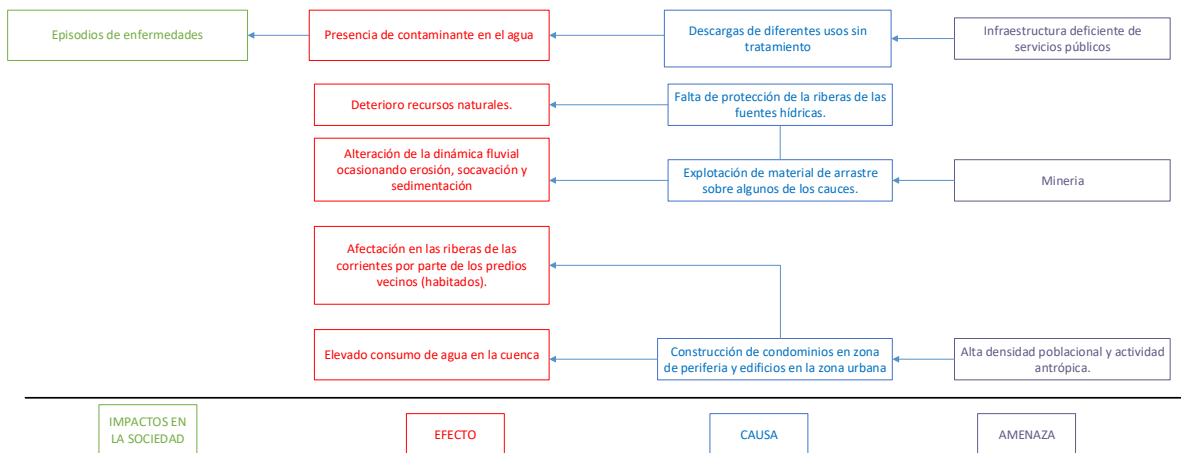 Episodios de enfermedades
Presencia de contaminante en el agua
Descargas de diferentes usos sin
tratamiento
Infraestructura deficiente de
servicios públicos
Deterioro recursos naturales.
Falta de protección de la riberas de las
fuentes hídricas.
Alteración de la dinámica fluvial
ocasionando erosión, socavación y
sedimentación
Explotación de material de arrastre
sobre algunos de los cauces.
Mineria
Afectación en las riberas de las
corrientes por parte de los predios
vecinos (habitados).
Elevado consumo de agua en la cuenca
Construcción de condominios en zona
de periferia y edificios en la zona urbana
Alta densidad poblacional y actividad
antrópica.
IMPACTOS EN
LA SOCIEDAD
EFECTO
CAUSA
AMENAZA